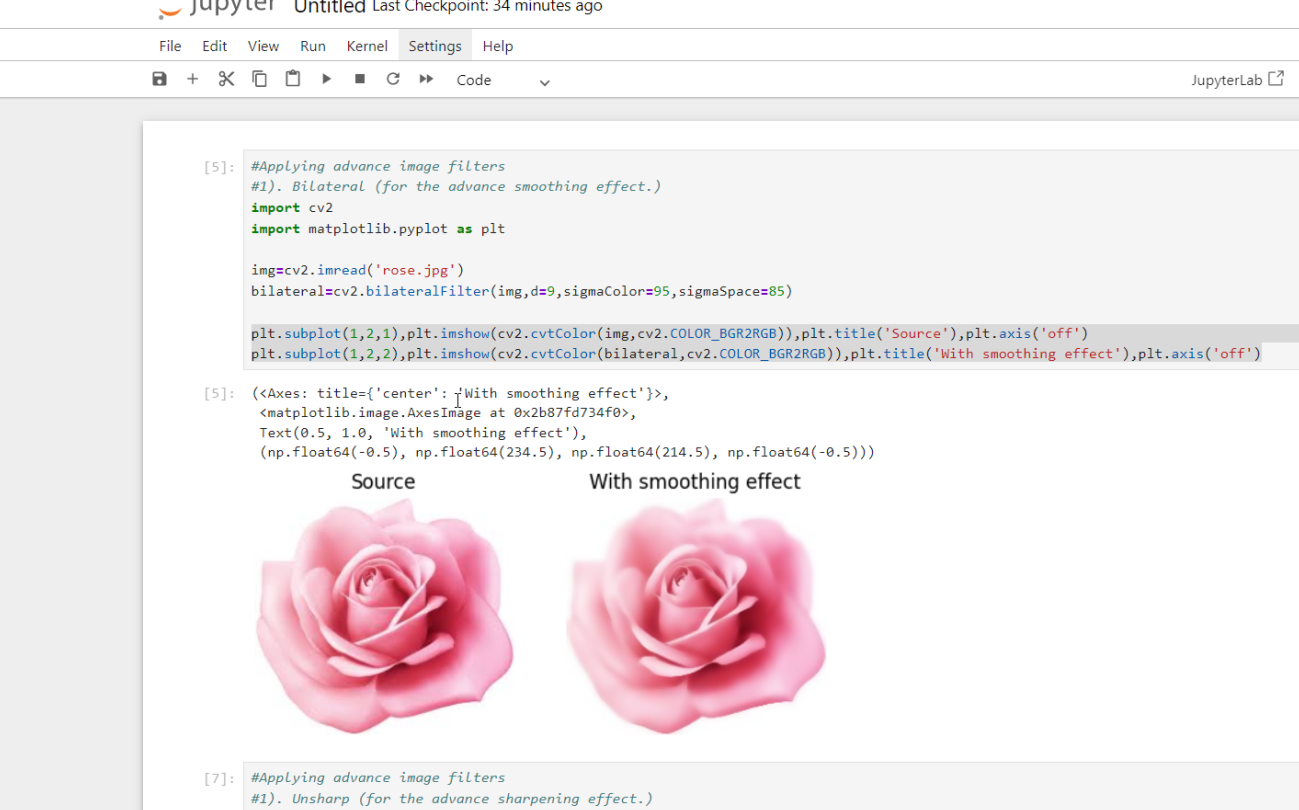 jupyter Untitled Last Checkpoint: 34 minutes ago
File Edit View Run Kernel Settings Help
Code JupyterLab
[5]: #Applying advance image filters
#1). Bilateral (for the advance smoothing effect.)
import cv2
import matplotlib.pyplot as plt
img=cv2.imread('rose.jpg')
bilateral=cv2.bilateralFilter(img,d=9,sigmaColor=95,sigmaSpace=85)
plt.subplot(1,2,1),plt.imshow(cv2.cvtColor(img,cv2.COLOR_BGR2RGB)),plt.title('Source'),plt.axis('off')
plt.subplot(1,2,2),plt.imshow(cv2.cvtColor(bilateral,cv2.COLOR_BGR2RGB)),plt.title('With smoothing effect'),plt.axis('off')
[5]: (<Axes: title={'center': 'With smoothing effect'}>,
<matplotlib.image.AxesImage at 0x2b87fd734f0>,
Text(0.5, 1.0, 'With smoothing effect'),
(np.float64(-0.5), np.float64(234.5), np.float64(214.5), np.float64(-0.5)))
Source With smoothing effect
[7]: #Applying advance image filters
#1). Unsharp (for the advance sharpening effect.)